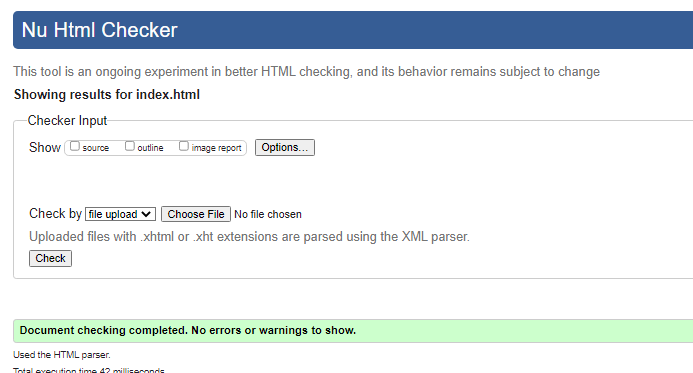 Nu Html Checker
This tool is an ongoing experiment in better HTML checking, and its behavior remains subject to change
Showing results for index.html
Checker Input
Show source outline image report Options...
Check by file upload Choose File No file chosen
Uploaded files with .xhtml or .xht extensions are parsed using the XML parser.
Check
Document checking completed. No errors or warnings to show.
Used the HTML parser.
Total execution time 42 milliseconds.